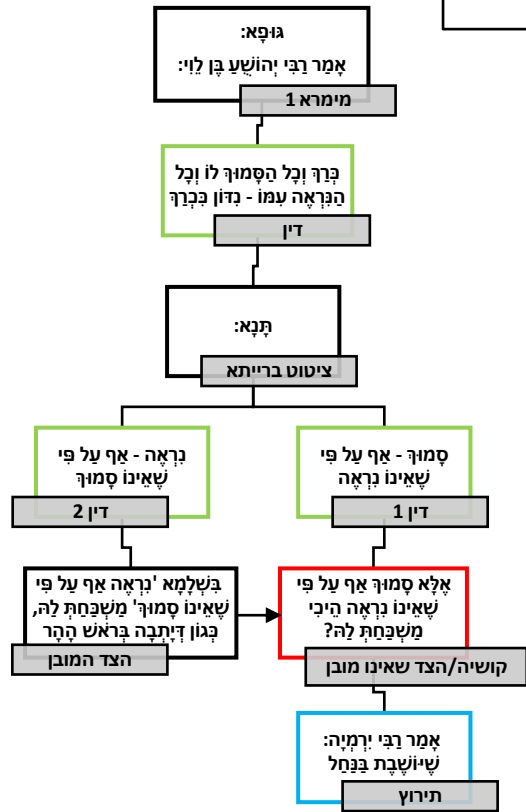 גּוּפָא:
אָמַר רַבִּי יְהוֹשֻׁעַ בֶּן לֵוִי:
מימרא 1
כְּרַךְ וְכׇל הַסָּמוּךְ לוֹ וְכׇל
הַנִּרְאֶה עִמּוֹ - נִדּוֹן כִּכְרַךְ
דין
תָּנָא:
ציטוט ברייתא
סָמוּךְ - אַף עַל פִּי
שֶׁאֵינוֹ נִרְאֶה
דין 1
נִרְאֶה - אַף עַל פִּי
שֶׁאֵינוֹ סָמוּךְ
דין 2
בִּשְׁלָמָא 'נִרְאֶה אַף עַל פִּי
שֶׁאֵינוֹ סָמוּךְ' מַשְׁכַּחַתְּ לַהּ,
כְּגוֹן דְּיָתְבָה בְּרֹאשׁ הָהָר
הצד המובן
אֶלָּא סָמוּךְ אַף עַל פִּי
שֶׁאֵינוֹ נִרְאֶה הֵיכִי
מַשְׁכַּחַתְּ לַהּ?
קושיה/הצד שאינו מובן
אָמַר רַבִּי יִרְמְיָה:
שֶׁיּוֹשֶׁבֶת בַּנַּחַל
תירוץ